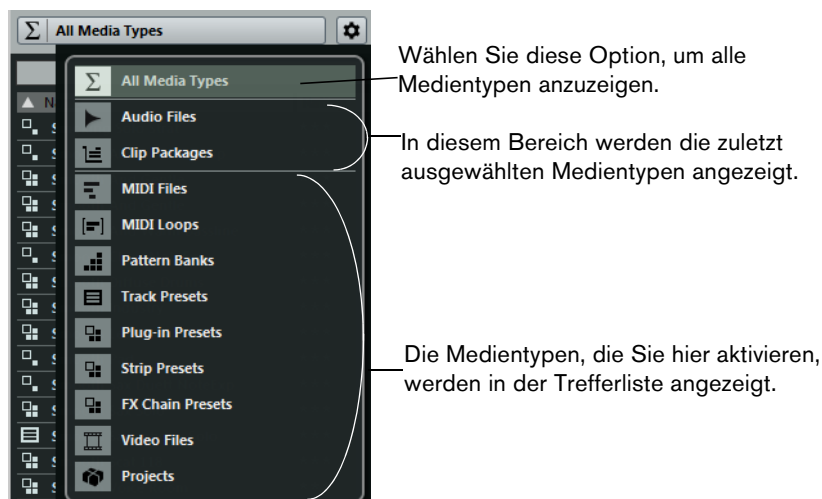 Σ All Media Types
Wählen Sie diese Option, um alle
Medientypen anzuzeigen.
Σ All Media Types
Audio Files
Clip Packages
In diesem Bereich werden die zuletzt
ausgewählten Medientypen angezeigt.
MIDI Files
MIDI Loops
Pattern Banks
Track Presets
Plug-in Presets
Strip Presets
FX Chain Presets
Video Files
Projects
Die Medientypen, die Sie hier aktivieren,
werden in der Trefferliste angezeigt.